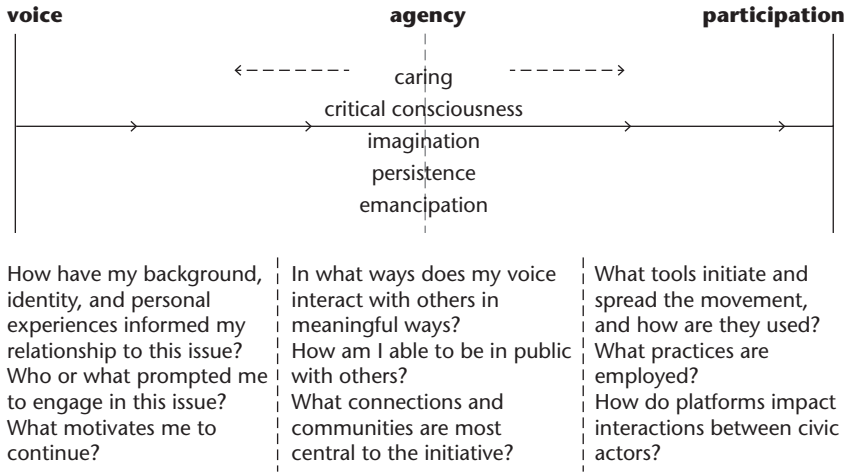 voice
agency
participation
caring
critical consciousness
imagination
persistence
emancipation
How have my background,
identity, and personal
experiences informed my
relationship to this issue?
Who or what prompted me
to engage in this issue?
What motivates me to
continue?
In what ways does my voice
interact with others in
meaningful ways?
How am I able to be in public
with others?
What connections and
communities are most
central to the initiative?
What tools initiate and
spread the movement,
and how are they used?
What practices are
employed?
How do platforms impact
interactions between civic
actors?